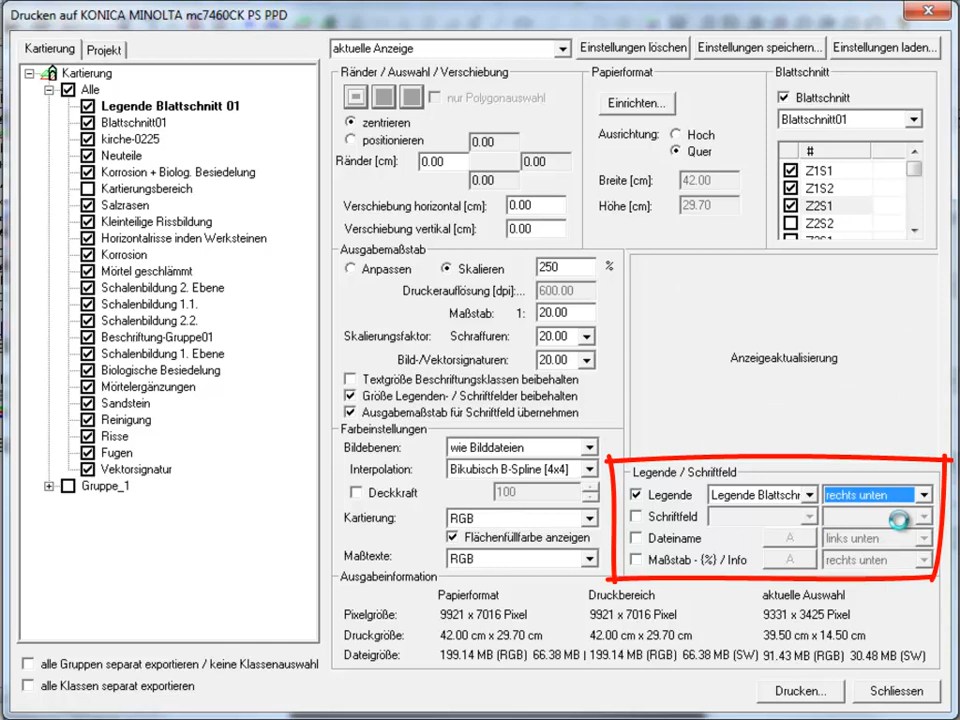 Drucken auf KONICA MINOLTA mc7460CK PS PPD
Kartierung
Projekt
Kartierung
Alle
Legende Blattschnitt 01
Blattschnitt01
kirche-0225
Neuteile
Korrosion + Biolog. Besiedelung
Kartierungsbereich
Salzrasen
Kleinteilige Rissbildung
Horizontalrisse inden Werksteinen
Korrosion
Mörtel geschlämmt
Schalenbildung 2. Ebene
Schalenbildung 1.1.
Schalenbildung 2.2.
Beschriftung-Gruppe01
Schalenbildung 1. Ebene
Biologische Besiedelung
Mörtelergänzungen
Sandstein
Reinigung
Risse
Fugen
Vektorsignatur
Gruppe_1
alle Gruppen separat exportieren / keine Klassenauswahl
alle Klassen separat exportieren
aktuelle Anzeige
Einstellungen löschen
Einstellungen speichern...
Einstellungen laden...
Ränder / Auswahl / Verschiebung
nur Polygonauswahl
zentrieren
positionieren
0.00
Ränder [cm]: 0.00 0.00
0.00
Verschiebung horizontal [cm]: 0.00
Verschiebung vertikal [cm]: 0.00
Papierformat
Einrichten...
Ausrichtung: Hoch
Quer
Breite [cm]: 42.00
Höhe [cm]: 29.70
Blattschnitt
Blattschnitt
Blattschnitt01
#
Z1S1
Z1S2
Z2S1
Z2S2
Ausgabemaßstab
Anpassen Skalieren 250 %
Druckerauflösung [dpi]:... 600.00
Maßstab: 1: 20.00
Skalierungsfaktor: Schraffuren: 20.00
Bild-/Vektorsignaturen: 20.00
Textgröße Beschriftungsklassen beibehalten
Größe Legenden- / Schriftfelder beibehalten
Ausgabemaßstab für Schriftfeld übernehmen
Anzeigeaktualisierung
Farbeinstellungen
Bildebenen: wie Bilddateien
Interpolation: Bikubisch B-Spline [4x4]
Deckkraft 100
Kartierung: RGB
Flächenfüllfarbe anzeigen
Maßtexte: RGB
Legende / Schriftfeld
Legende Legende Blattschr rechts unten
Schriftfeld
Dateiname A links unten
Maßstab - {%} / Info A rechts unten
Ausgabeinformation
Papierformat Druckbereich aktuelle Auswahl
Pixelgröße: 9921 x 7016 Pixel 9921 x 7016 Pixel 9331 x 3425 Pixel
Druckgröße: 42.00 cm x 29.70 cm 42.00 cm x 29.70 cm 39.50 cm x 14.50 cm
Dateigröße: 199.14 MB (RGB) 66.38 MB | 199.14 MB (RGB) 66.38 MB (SW) 91.43 MB (RGB) 30.48 MB (SW)
Drucken...
Schliessen